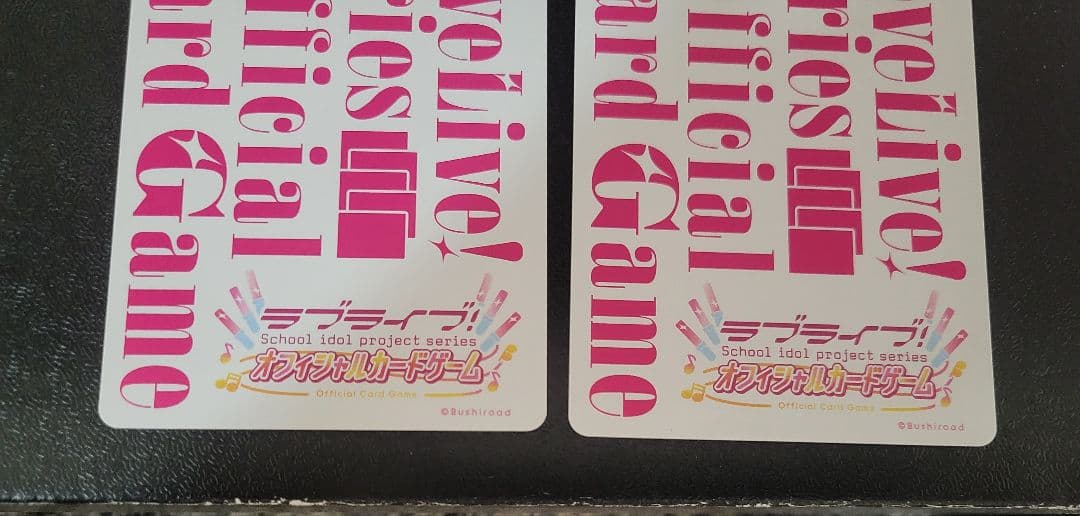 veLive!
ries
fficial
ard Game
ラブライブ!
School idol project series
オフィシャルカードゲーム
Official Card Game
©Bushiroad
oveLive!
ries
fficial
ard Game
ラブライブ!
School idol project series
オフィシャルカードゲーム
Official Card Game
©Bushiroad